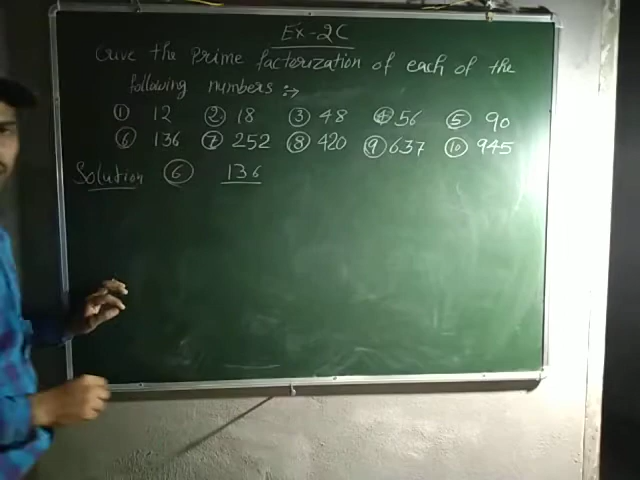 Ex-2C
Give the Prime factorization of each of the
following numbers :→
① 12 ② 18 ③ 48 ④ 56 ⑤ 90
⑥ 136 ⑦ 252 ⑧ 420 ⑨ 637 ⑩ 945
Solution ⑥ 136